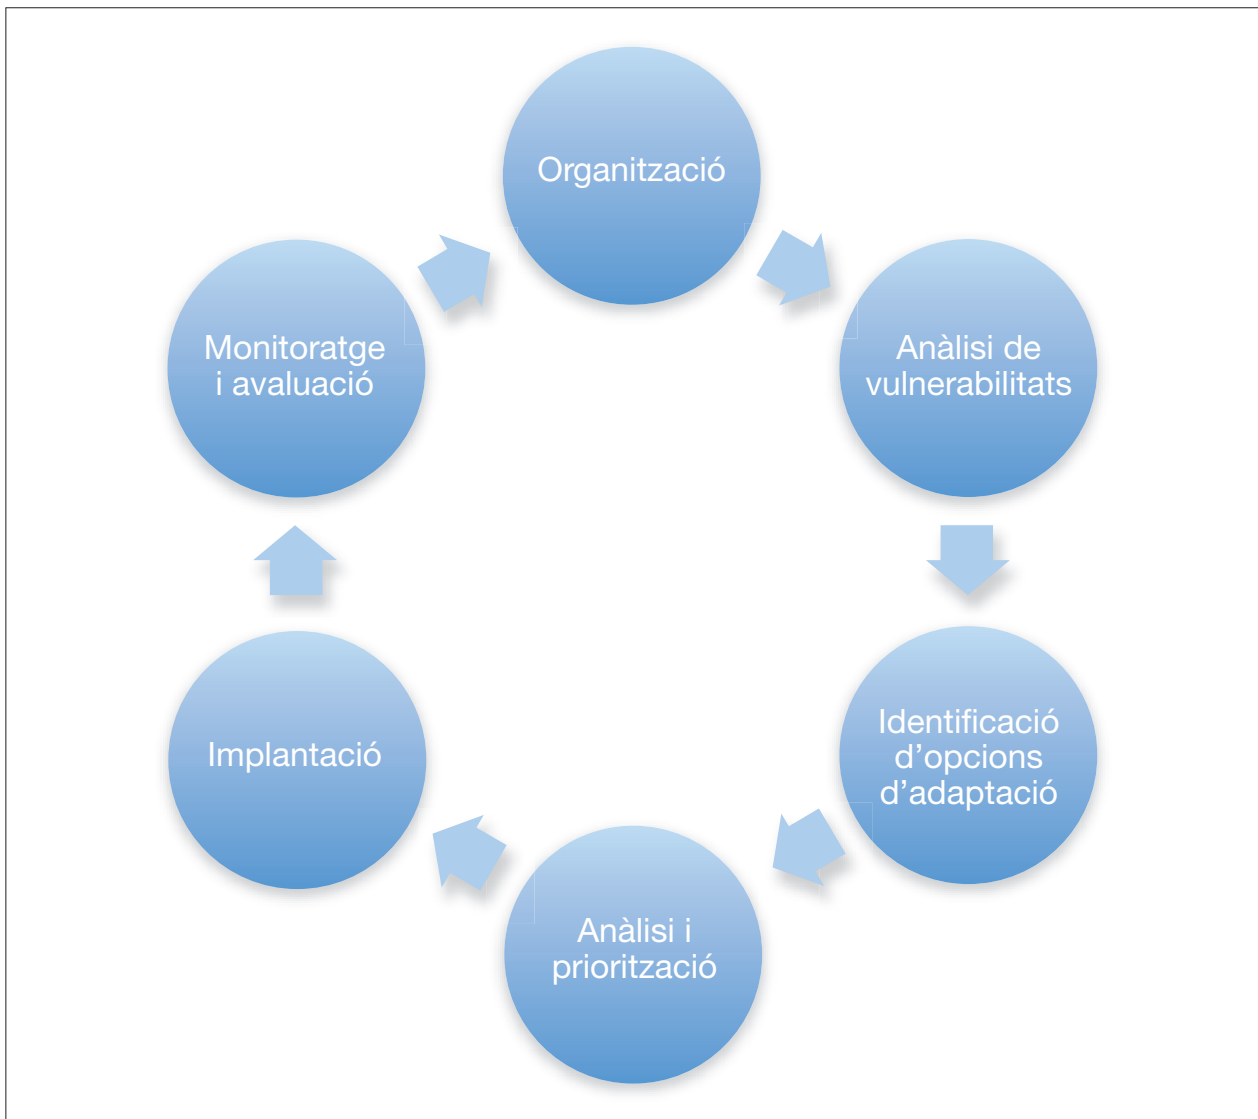 Organització
Anàlisi de
vulnerabilitats
Identificació
d’opcions
d’adaptació
Anàlisi i
priorització
Implantació
Monitoratge
i avaluació